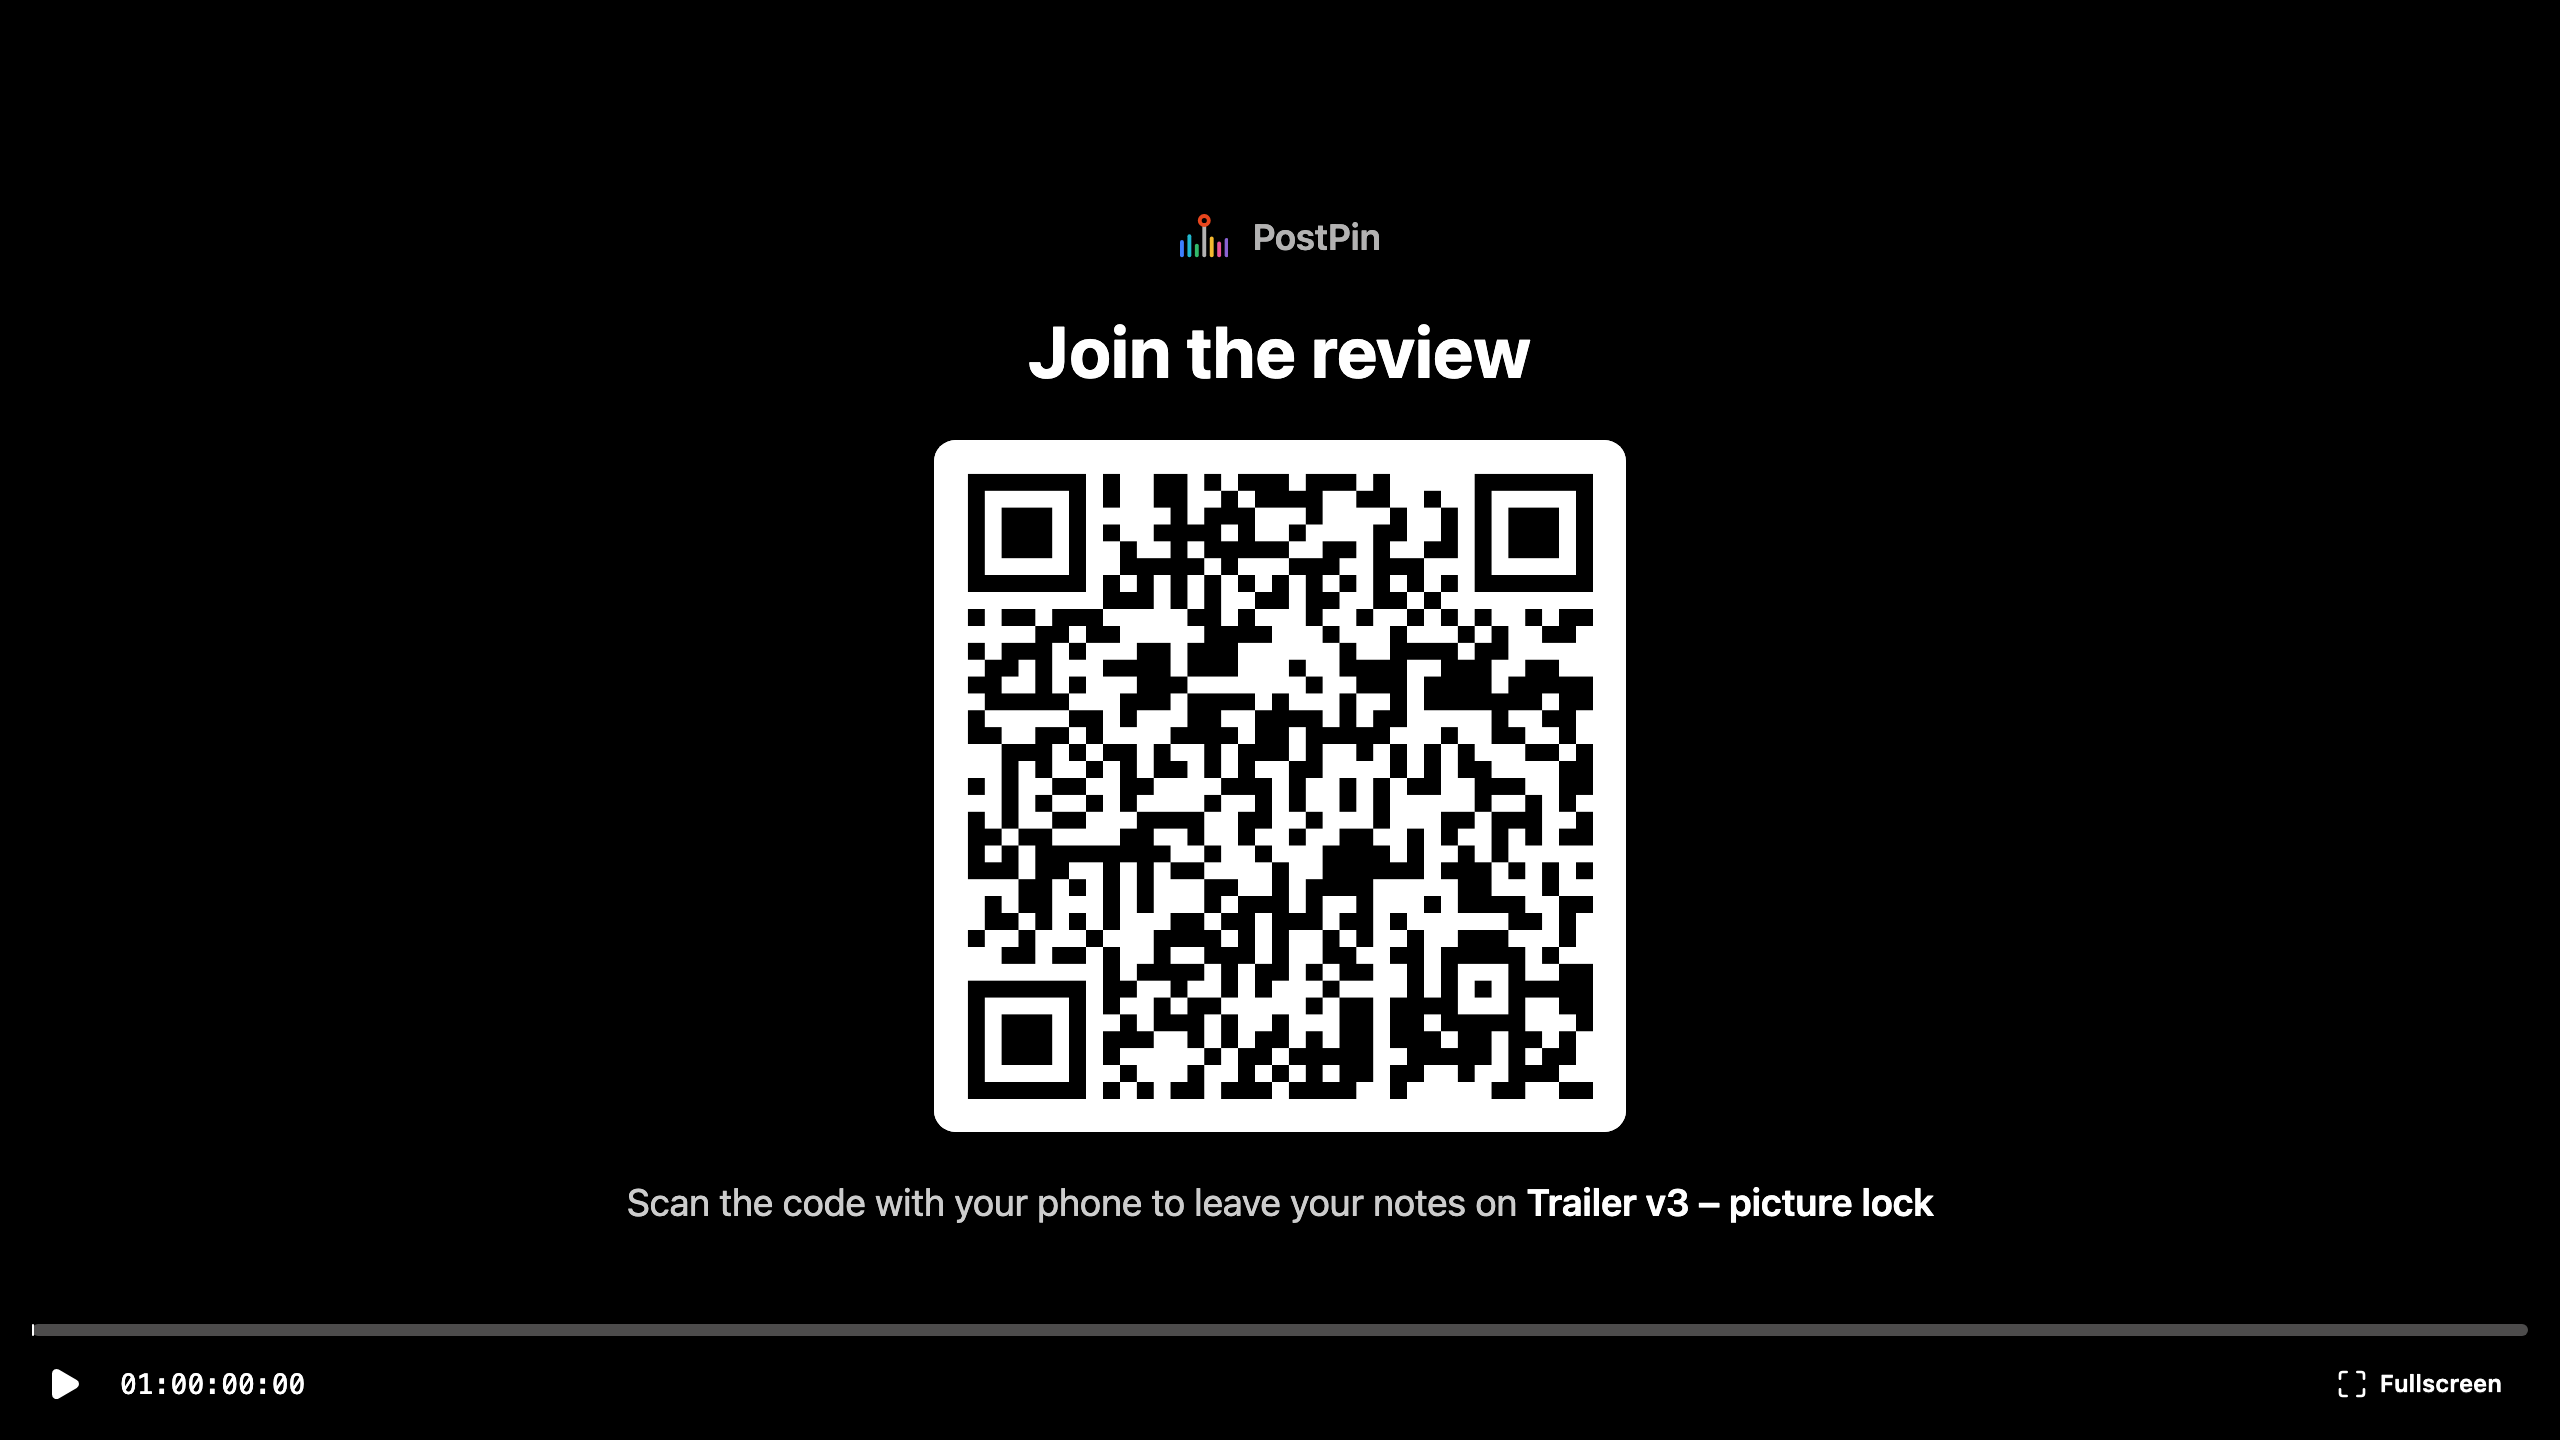 PostPin
Join the review
Scan the code with your phone to leave your notes on Trailer v3 – picture lock
01:00:00:00
Fullscreen